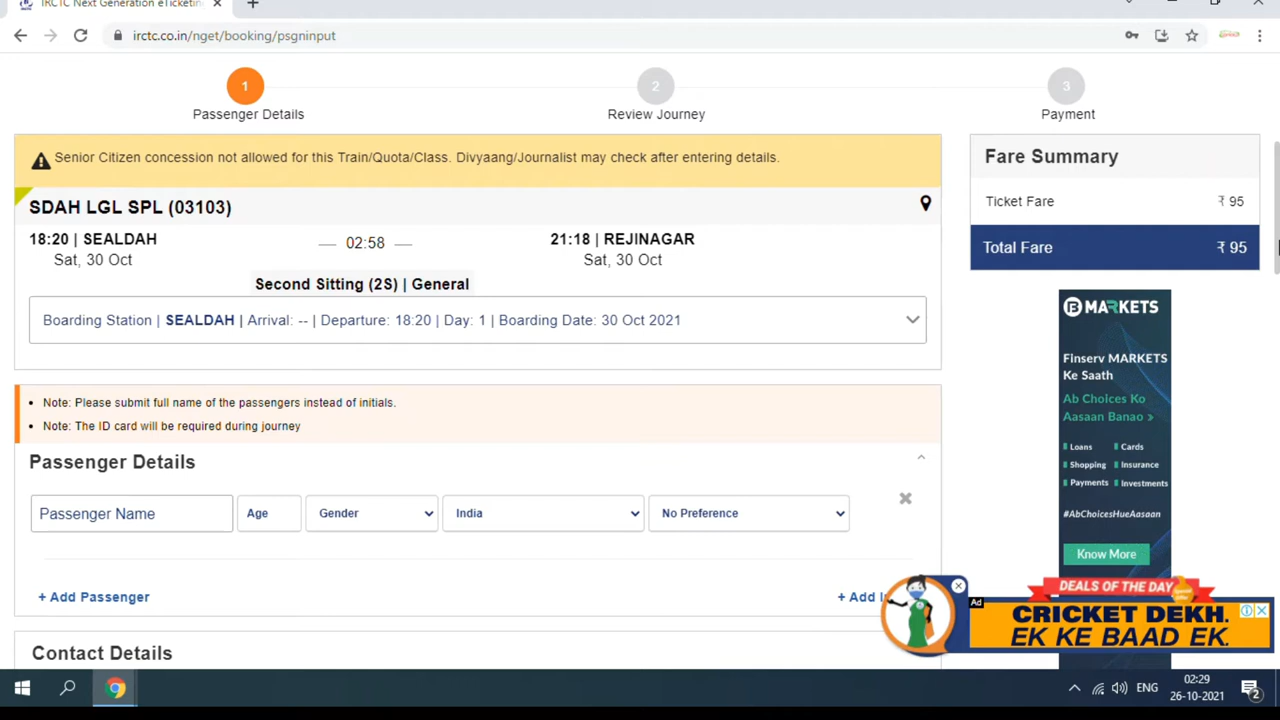 IRCTC Next Generation eTicketin
irctc.co.in/nget/booking/psgninput
1
2
3
Passenger Details
Review Journey
Payment
Senior Citizen concession not allowed for this Train/Quota/Class. Divyaang/Journalist may check after entering details.
SDAH LGL SPL (03103)
18:20 | SEALDAH
Sat, 30 Oct
— 02:58 —
21:18 | REJINAGAR
Sat, 30 Oct
Second Sitting (2S) | General
Boarding Station | SEALDAH | Arrival: -- | Departure: 18:20 | Day: 1 | Boarding Date: 30 Oct 2021
Fare Summary
Ticket Fare ₹ 95
Total Fare ₹ 95
Note: Please submit full name of the passengers instead of initials.
Note: The ID card will be required during journey
Passenger Details
Passenger Name
Age
Gender
India
No Preference
+ Add Passenger
+ Add
Contact Details
MARKETS
Finserv MARKETS
Ke Saath
Ab Choices Ko
Aasaan Banao »
Loans
Cards
Shopping
Insurance
Payments
Investments
#AbChoicesHueAasaan
Know More
DEALS OF THE DAY
Ad
CRICKET DEKH.
EK KE BAAD EK.
ENG
02:29
26-10-2021
2